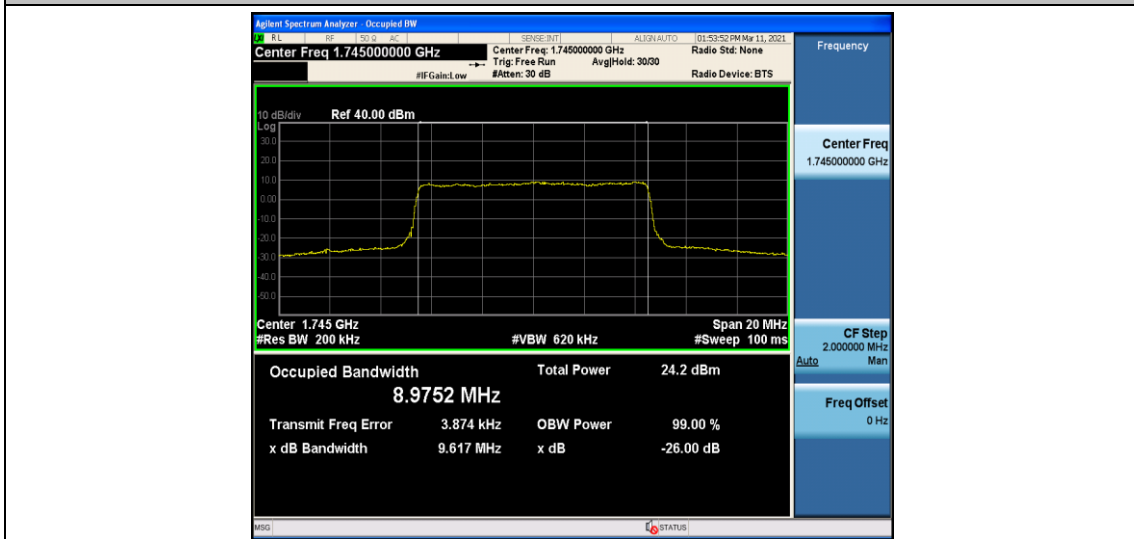 Agilent Spectrum Analyzer - Occupied BW
RL RF 50 Ω AC SENSE:INT ALIGN AUTO 01:53:52 PM Mar 11, 2021
Center Freq 1.745000000 GHz Center Freq: 1.745000000 GHz Radio Std: None
Trig: Free Run Avg|Hold: 30/30
#IFGain:Low #Atten: 30 dB Radio Device: BTS
Frequency
10 dB/div Ref 40.00 dBm
Log
30.0
20.0
10.0
0.00
-10.0
-20.0
-30.0
-40.0
-50.0
Center 1.745 GHz Span 20 MHz
#Res BW 200 kHz #VBW 620 kHz #Sweep 100 ms
Occupied Bandwidth Total Power 24.2 dBm
8.9752 MHz
Transmit Freq Error 3.874 kHz OBW Power 99.00 %
x dB Bandwidth 9.617 MHz x dB -26.00 dB
Center Freq
1.745000000 GHz
CF Step
2.000000 MHz
Auto Man
Freq Offset
0 Hz
MSG STATUS